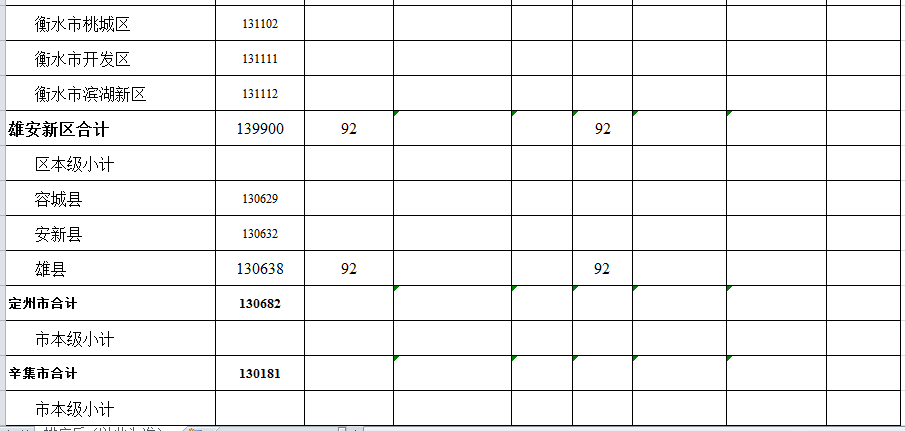 衡水市桃城区 131102
衡水市开发区 131111
衡水市滨湖新区 131112
雄安新区合计 139900 92 92
区本级小计
容城县 130629
安新县 130632
雄县 130638 92 92
定州市合计 130682
市本级小计
辛集市合计 130181
市本级小计